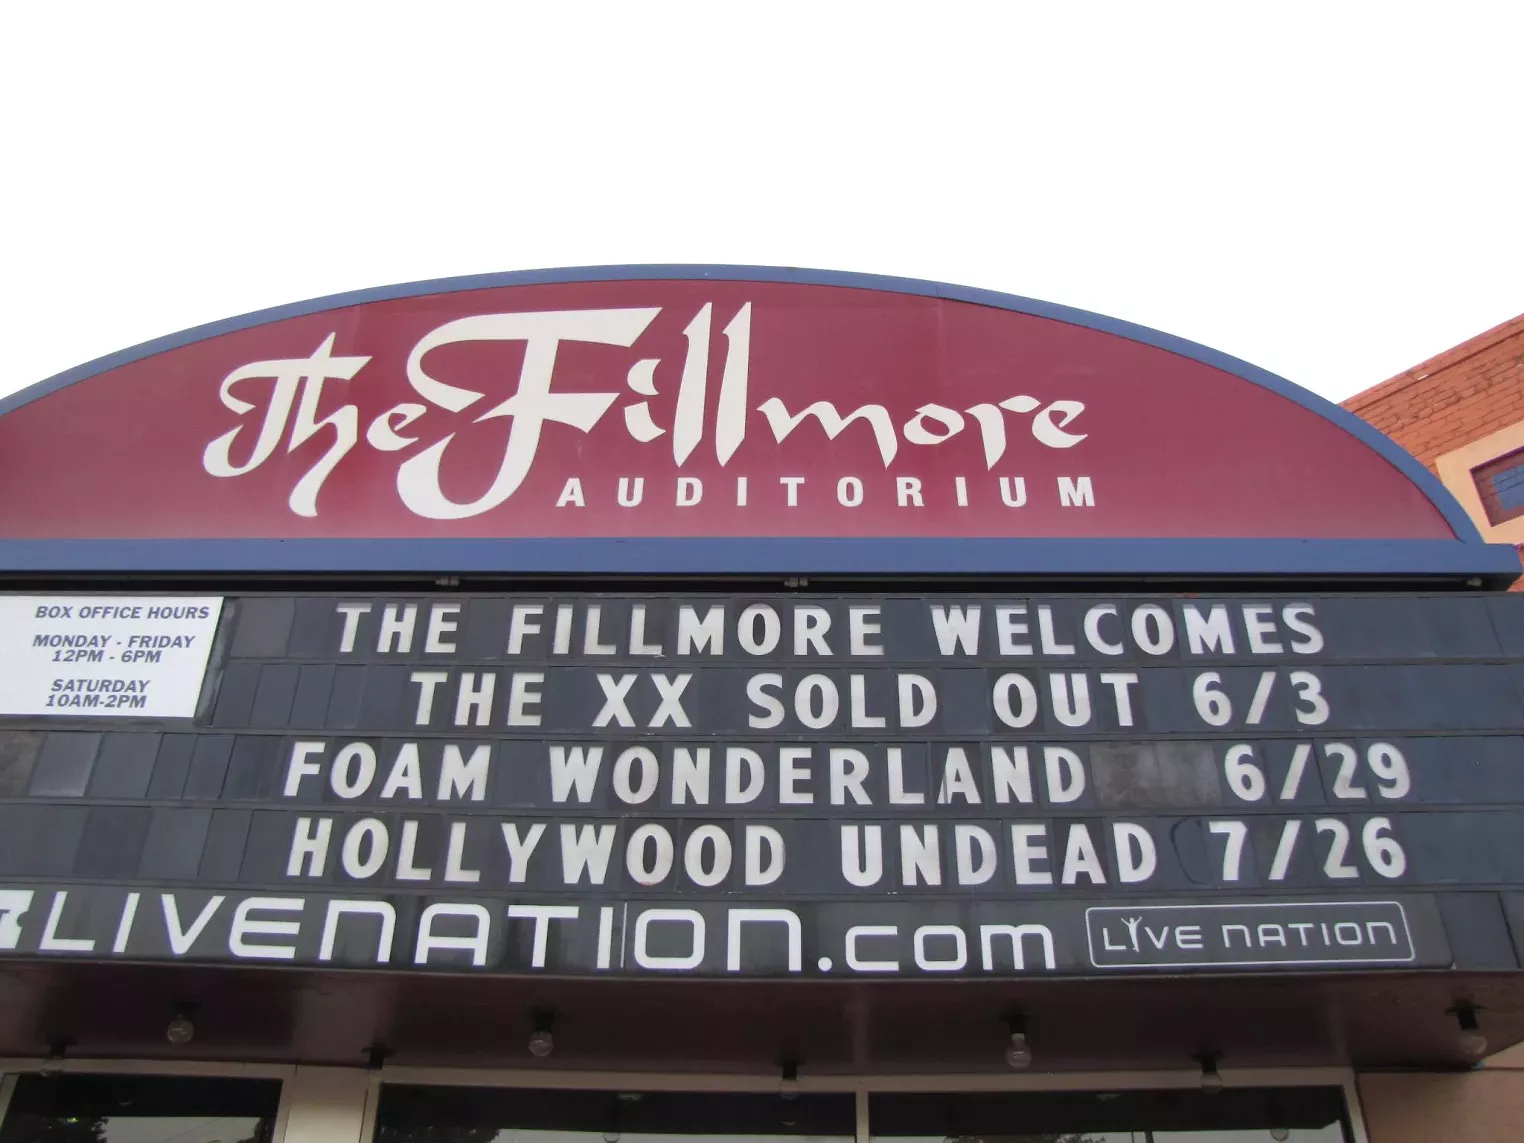 The Fillmore
AUDITORIUM
BOX OFFICE HOURS
MONDAY - FRIDAY
12PM - 6PM
SATURDAY
10AM-2PM
THE FILLMORE WELCOMES
THE XX SOLD OUT 6/3
FOAM WONDERLAND 6/29
HOLLYWOOD UNDEAD 7/26
LIVENATION.com
LIVE NATION